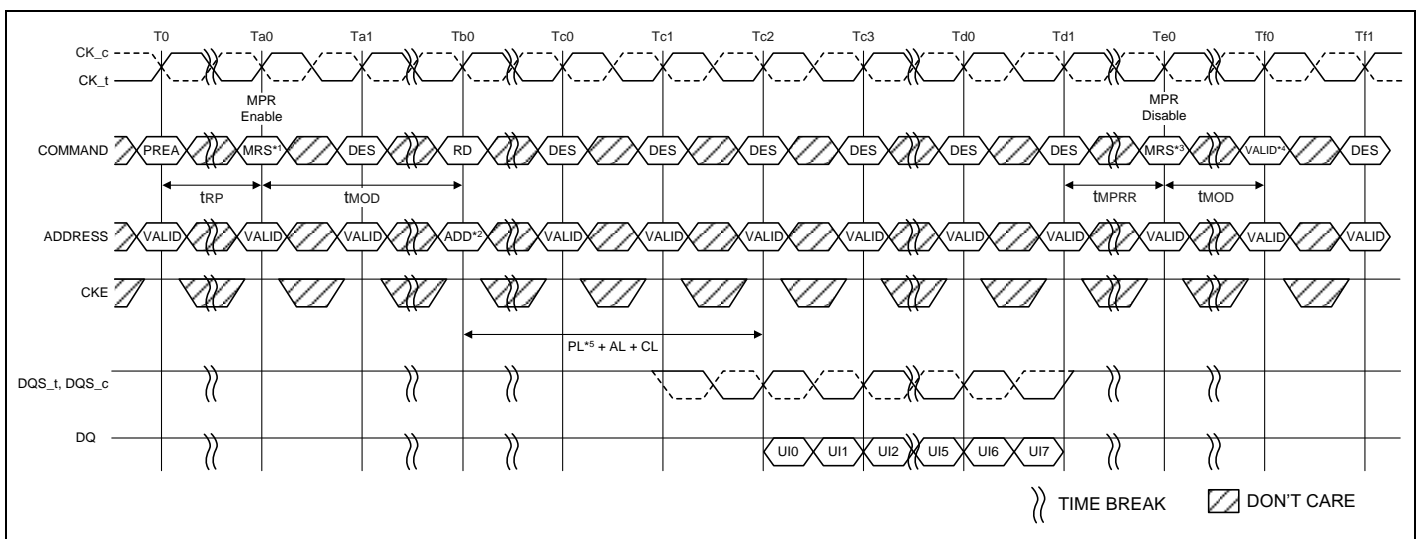 T0 Ta0 Ta1 Tb0 Tc0 Tc1 Tc2 Tc3 Td0 Td1 Te0 Tf0 Tf1
CK_c
CK_t
MPR Enable
MPR Disable
COMMAND PREA MRS*1 DES RD DES DES DES DES DES DES MRS*3 VALID*4 DES
tRP tMOD tMPRR tMOD
ADDRESS VALID VALID VALID ADD*2 VALID VALID VALID VALID VALID VALID VALID VALID VALID
CKE
PL*5 + AL + CL
DQS_t, DQS_c
DQ UI0 UI1 UI2 UI5 UI6 UI7
TIME BREAK DON'T CARE